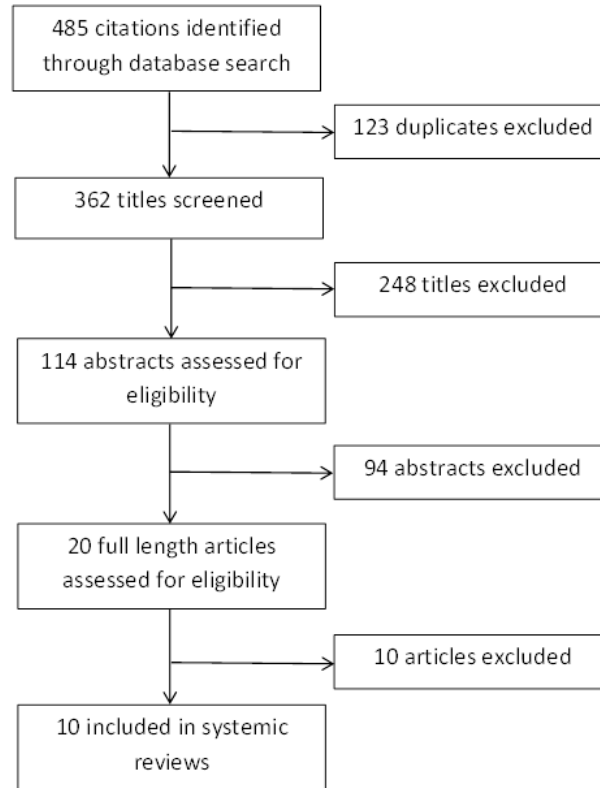 485 citations identified
through database search
123 duplicates excluded
362 titles screened
248 titles excluded
114 abstracts assessed for
eligibility
94 abstracts excluded
20 full length articles
assessed for eligibility
10 articles excluded
10 included in systemic
reviews